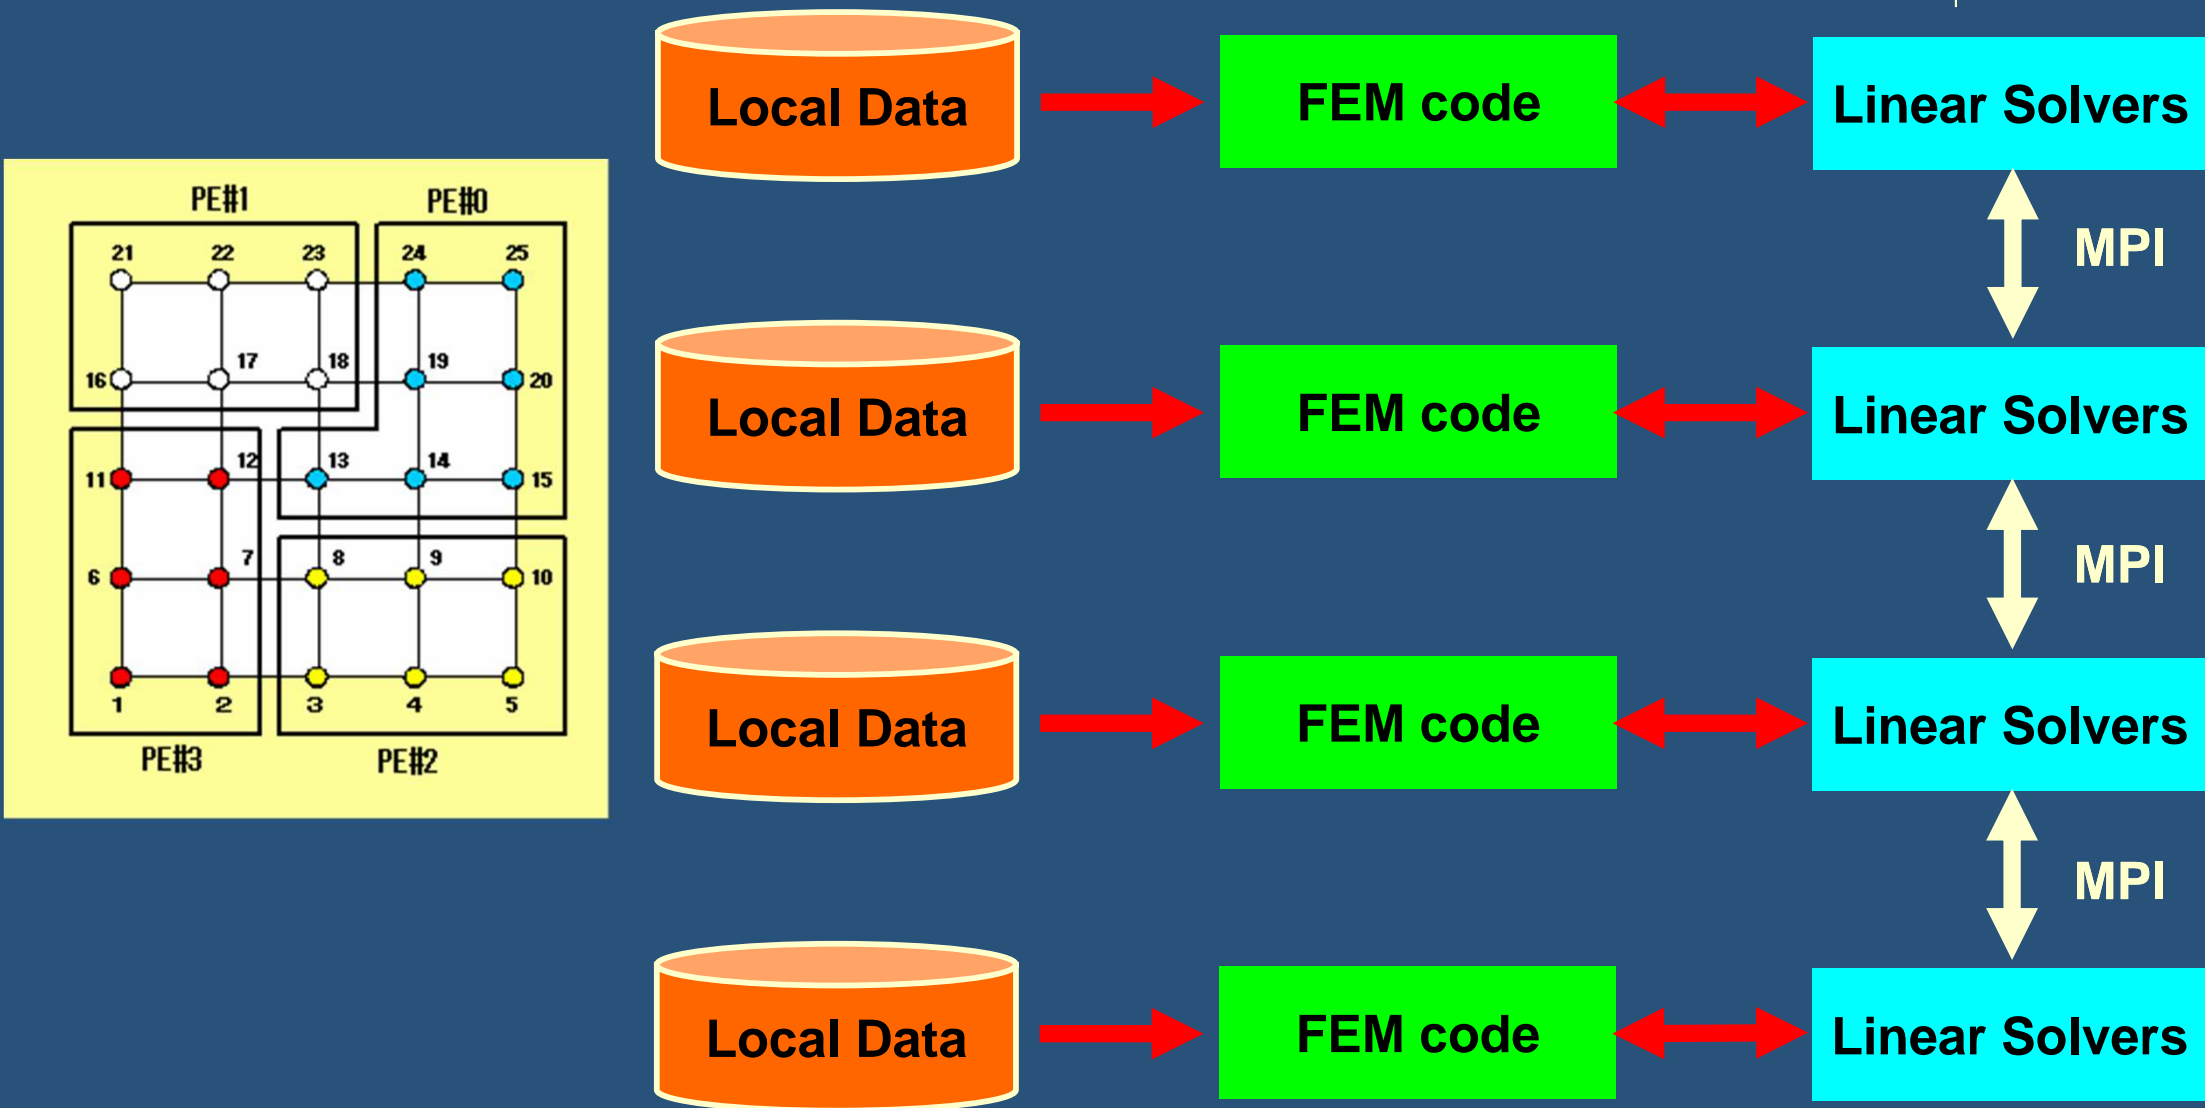 PE#1 PE#0
21 22 23 24 25
16 17 18 19 20
11 12 13 14 15
6 7 8 9 10
1 2 3 4 5
PE#3 PE#2
Local Data FEM code Linear Solvers
MPI
Local Data FEM code Linear Solvers
MPI
Local Data FEM code Linear Solvers
MPI
Local Data FEM code Linear Solvers